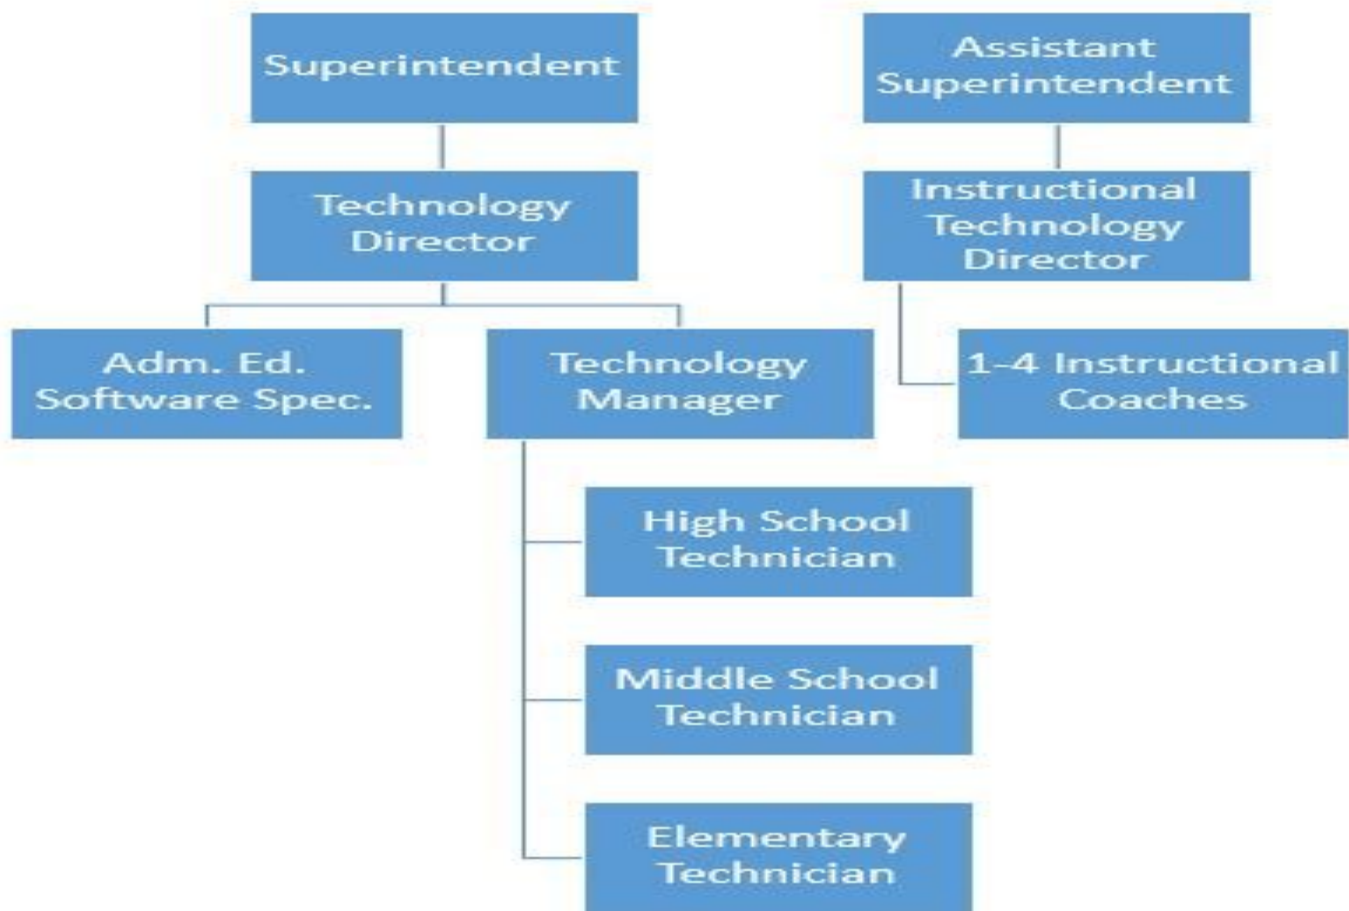 Superintendent
Assistant
Superintendent
Technology
Director
Instructional
Technology
Director
Adm. Ed.
Software Spec.
Technology
Manager
1-4 Instructional
Coaches
High School
Technician
Middle School
Technician
Elementary
Technician